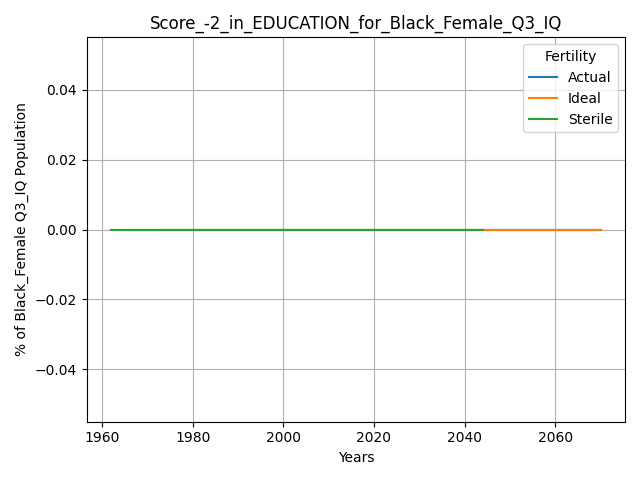 Score_-2_in_EDUCATION_for_Black_Female_Q3_IQ
Fertility
Actual
Ideal
Sterile
% of Black_Female Q3_IQ Population
0.04
0.02
0.00
−0.02
−0.04
1960 1980 2000 2020 2040 2060
Years